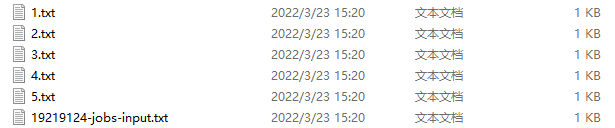 1.txt 2022/3/23 15:20 文本文档 1 KB
2.txt 2022/3/23 15:20 文本文档 1 KB
3.txt 2022/3/23 15:20 文本文档 1 KB
4.txt 2022/3/23 15:20 文本文档 1 KB
5.txt 2022/3/23 15:20 文本文档 1 KB
19219124-jobs-input.txt 2022/3/23 15:20 文本文档 1 KB